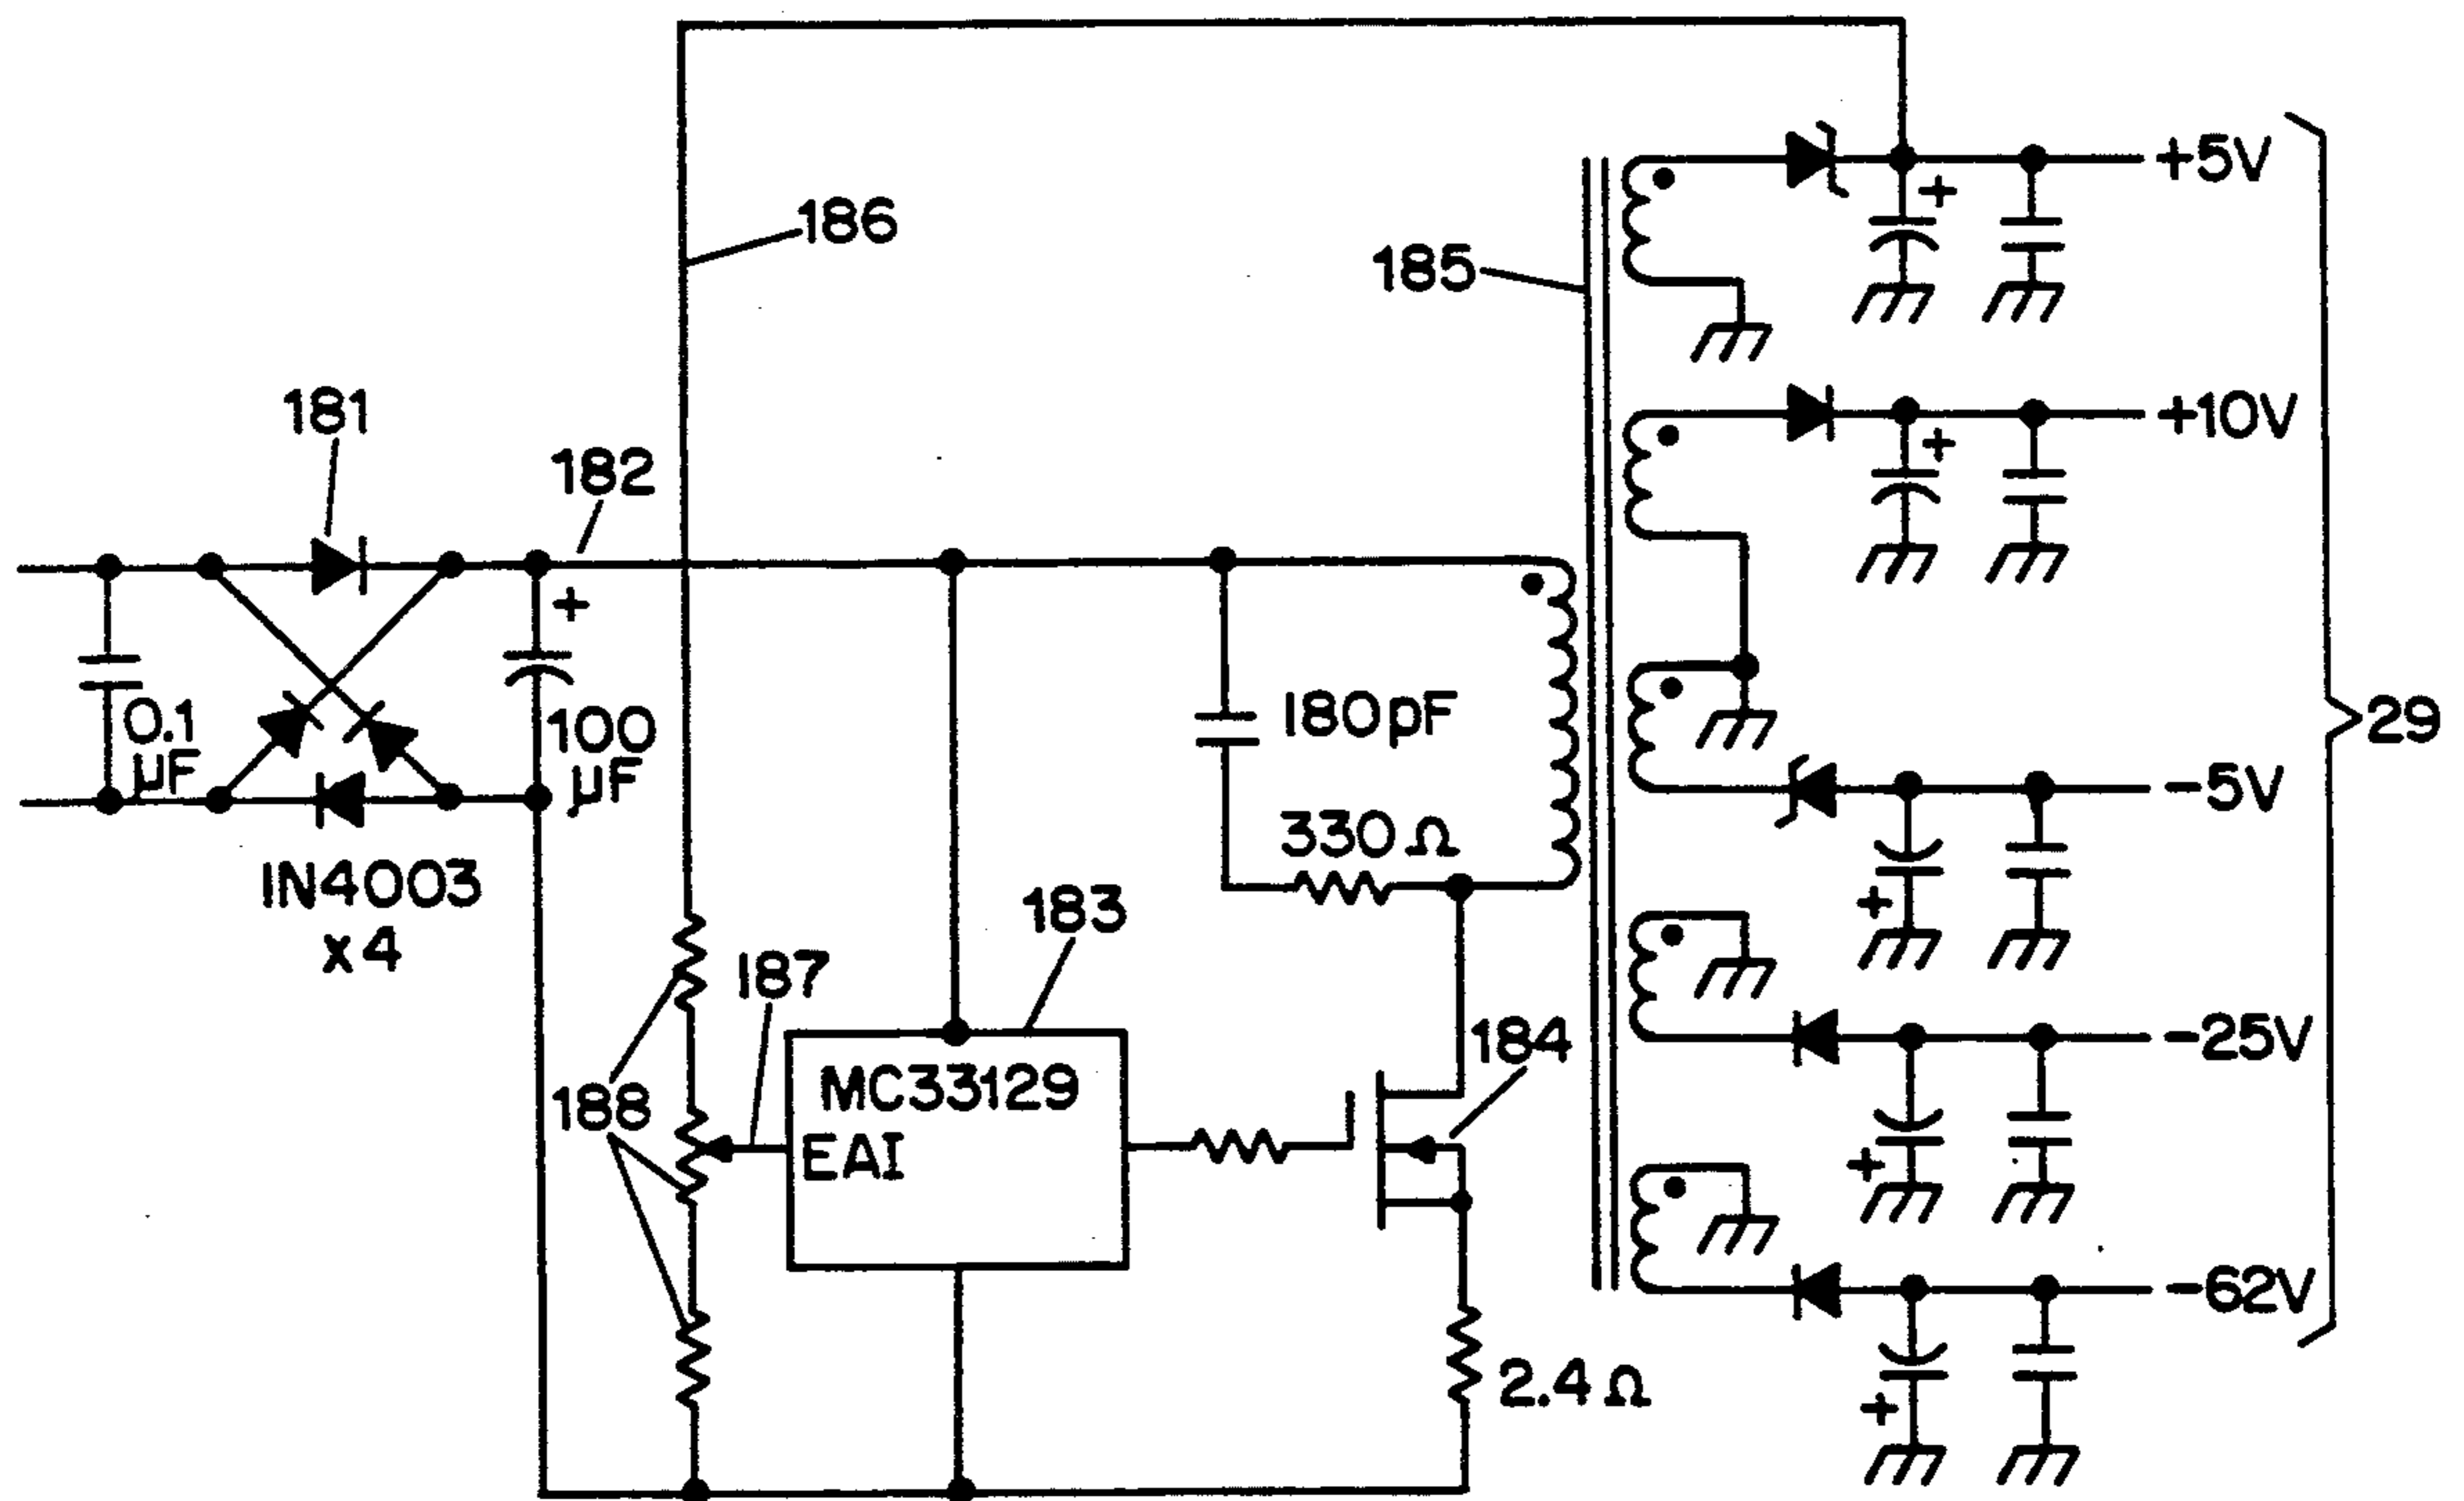 186
185
+5V
+
181
182
+10V
+
+
0.1
µF
100
µF
180pF
29
-5V
330Ω
1N4003
x4
183
+
187
184
-25V
188
MC33129
EAI
+
-62V
2.4Ω
+